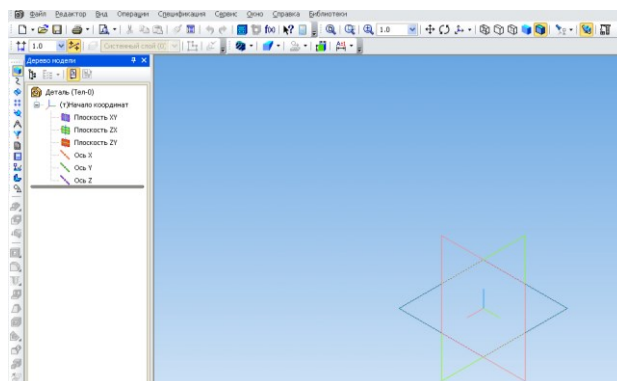 Файл Редактор Вид Операции Спецификация Сервис Окно Справка Библиотеки
f(x) 1.0
1.0 Системный слой (0)
Дерево модели
Деталь (Тел-0)
(т)Начало координат
Плоскость XY
Плоскость ZX
Плоскость ZY
Ось X
Ось Y
Ось Z